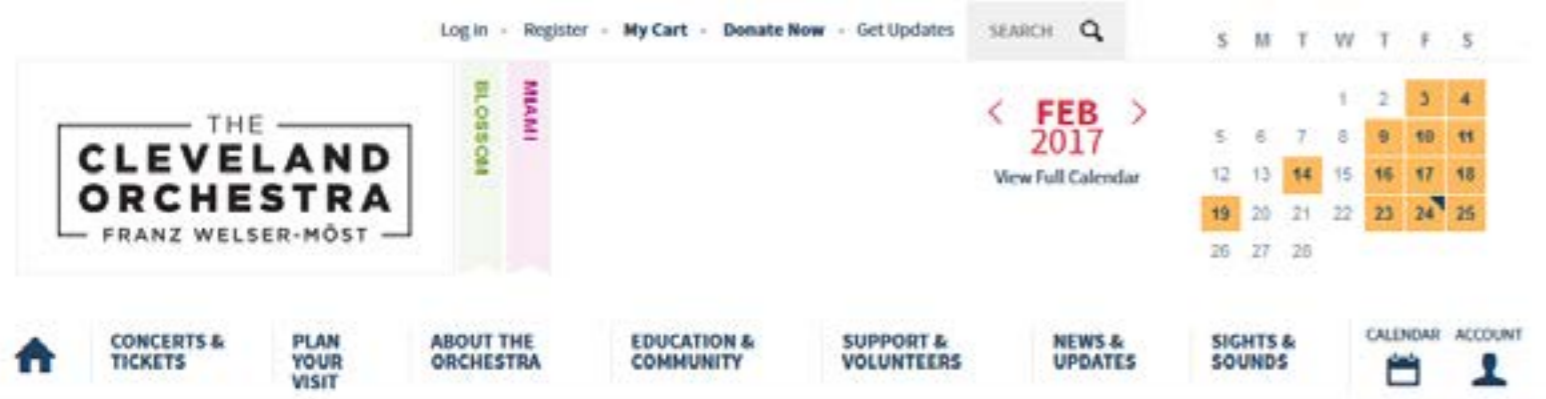 Log In - Register - My Cart - Donate Now - Get Updates
SEARCH
S M T W T F S
BLOSSOM
MIAMI
THE
CLEVELAND
ORCHESTRA
FRANZ WELSER-MÖST
< FEB >
2017
View Full Calendar
1 2 3 4
5 6 7 8 9 10 11
12 13 14 15 16 17 18
19 20 21 22 23 24 25
26 27 28
CONCERTS &
TICKETS
PLAN
YOUR
VISIT
ABOUT THE
ORCHESTRA
EDUCATION &
COMMUNITY
SUPPORT &
VOLUNTEERS
NEWS &
UPDATES
SIGHTS &
SOUNDS
CALENDAR
ACCOUNT